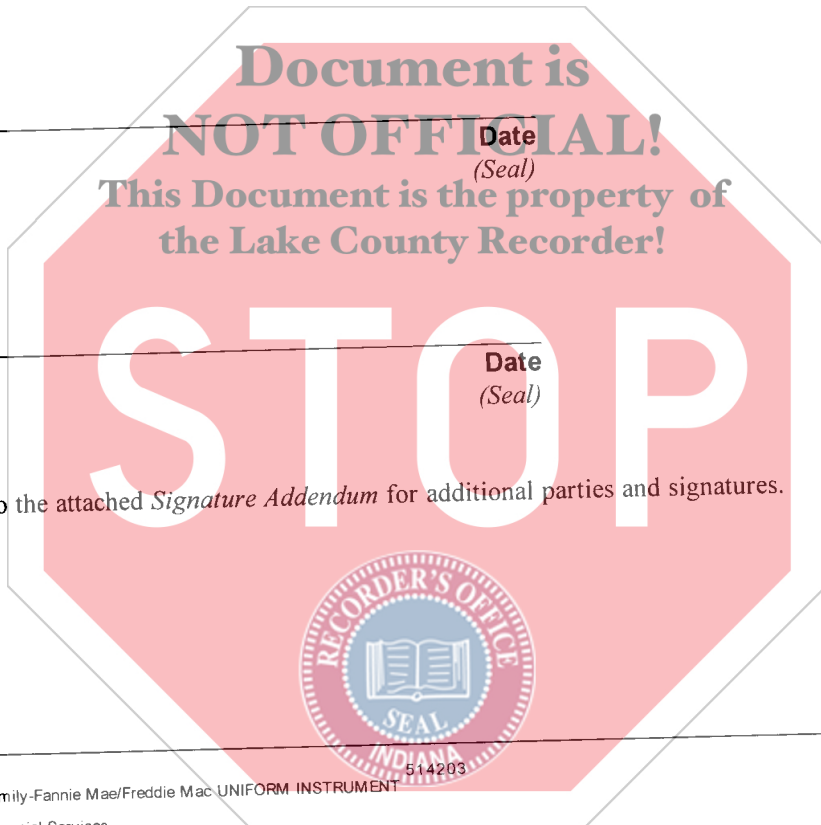 Document is
NOT OFFICIAL!
Date
(Seal)
This Document is the property of
the Lake County Recorder!
STOP
Date
(Seal)
the attached Signature Addendum for additional parties and signatures.
RECORDER'S OFFICE
SEAL
INDIANA
514203
mily-Fannie Mae/Freddie Mac UNIFORM INSTRUMENT